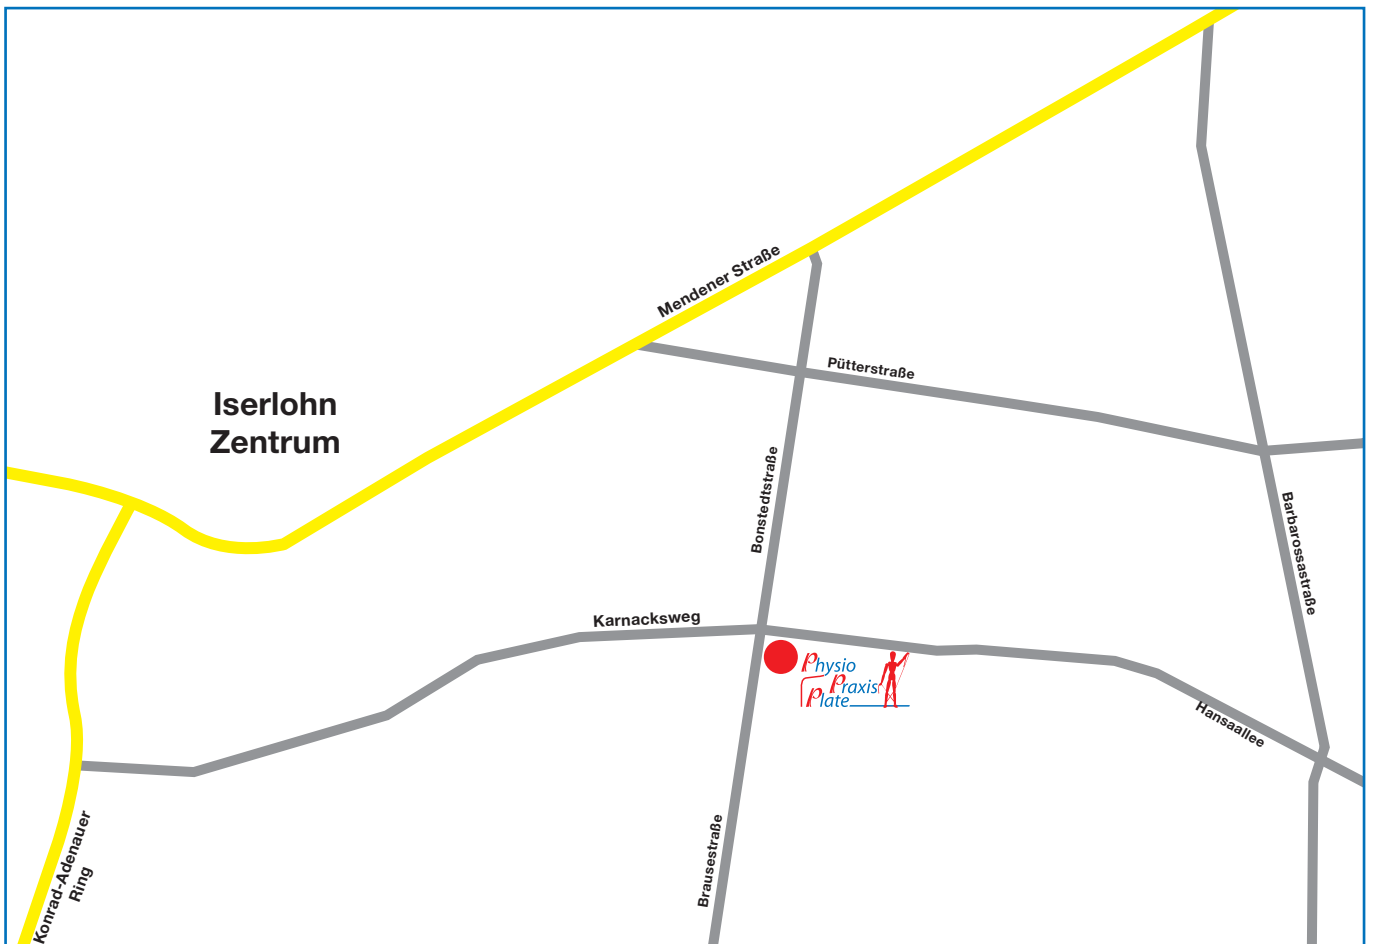 Mendener Straße
Pütterstraße
Iserlohn
Zentrum
Bonstedtstraße
Barbarossastraße
Karnacksweg
Physio
Praxis
Plate
Hansaallee
Konrad-Adenauer
Ring
Brausestraße